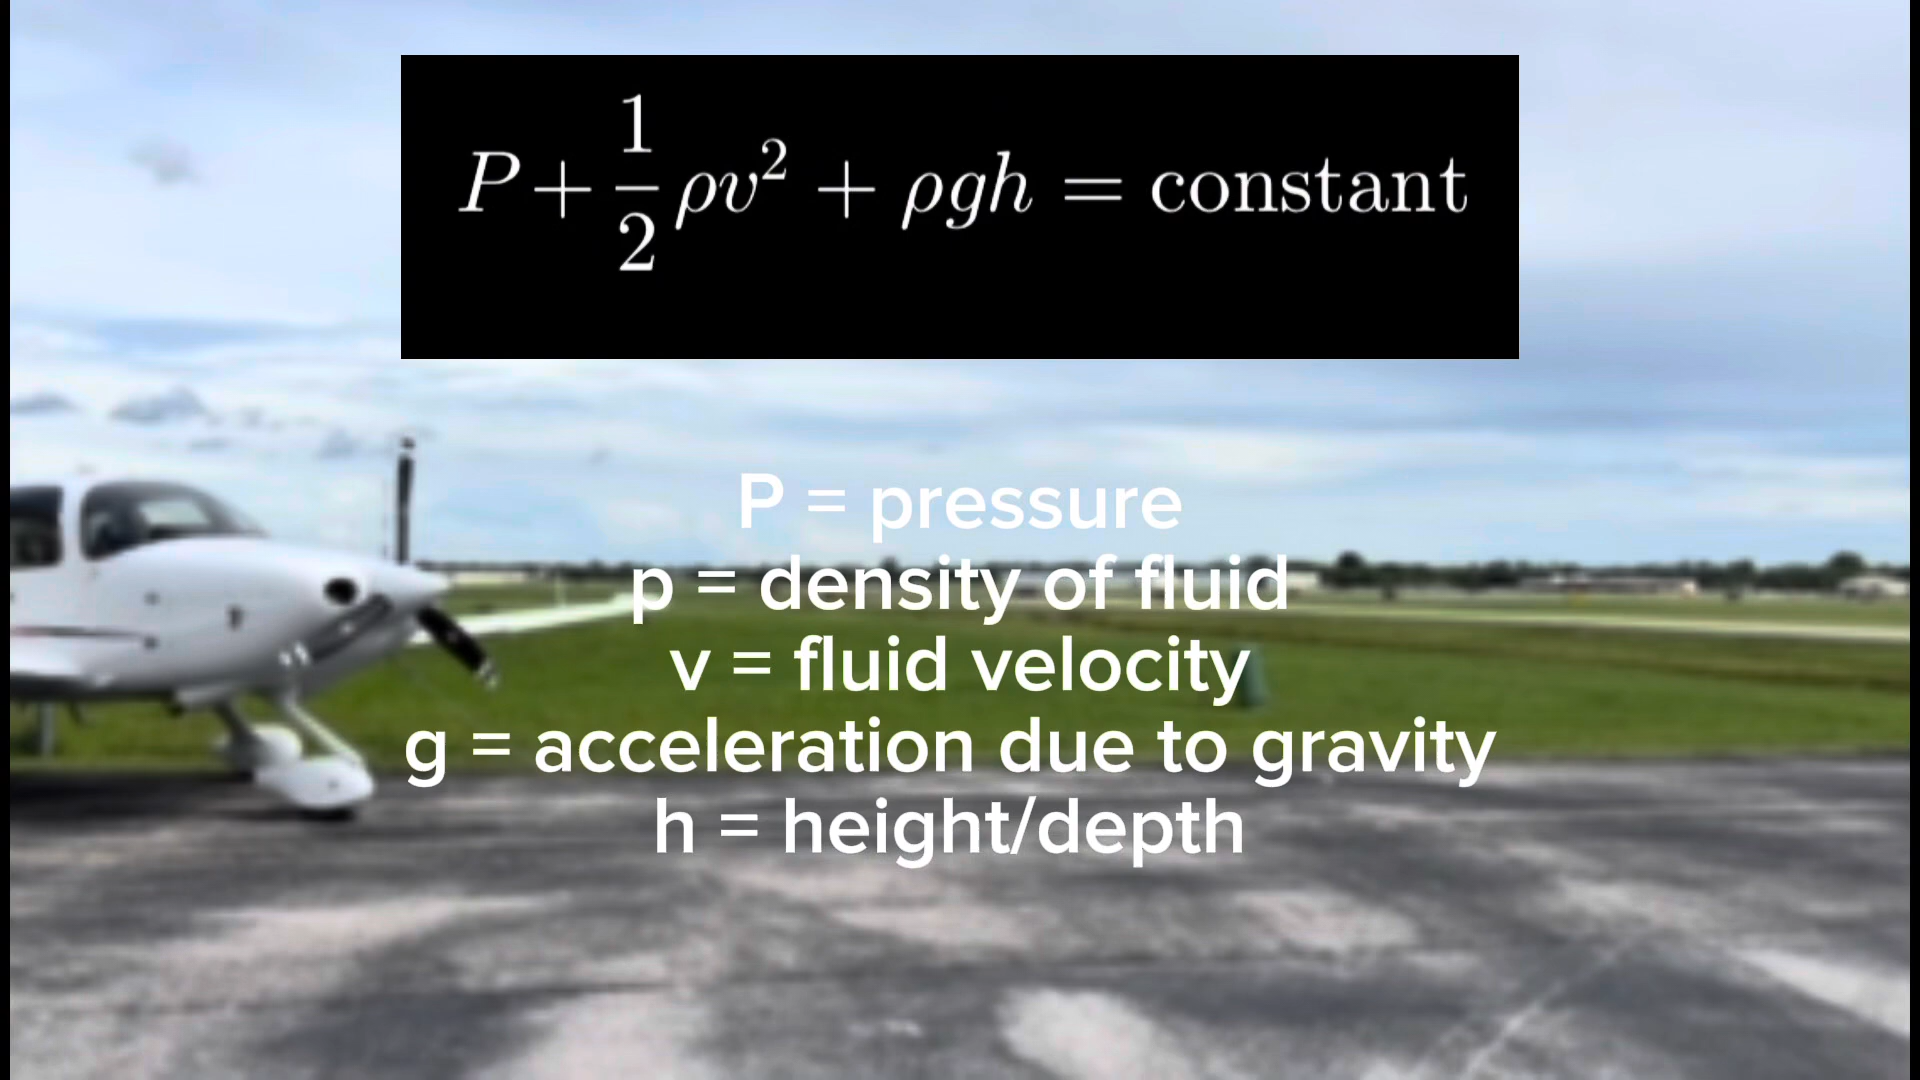 P + 1/2 ρv² + ρgh = constant
P = pressure
p = density of fluid
v = fluid velocity
g = acceleration due to gravity
h = height/depth